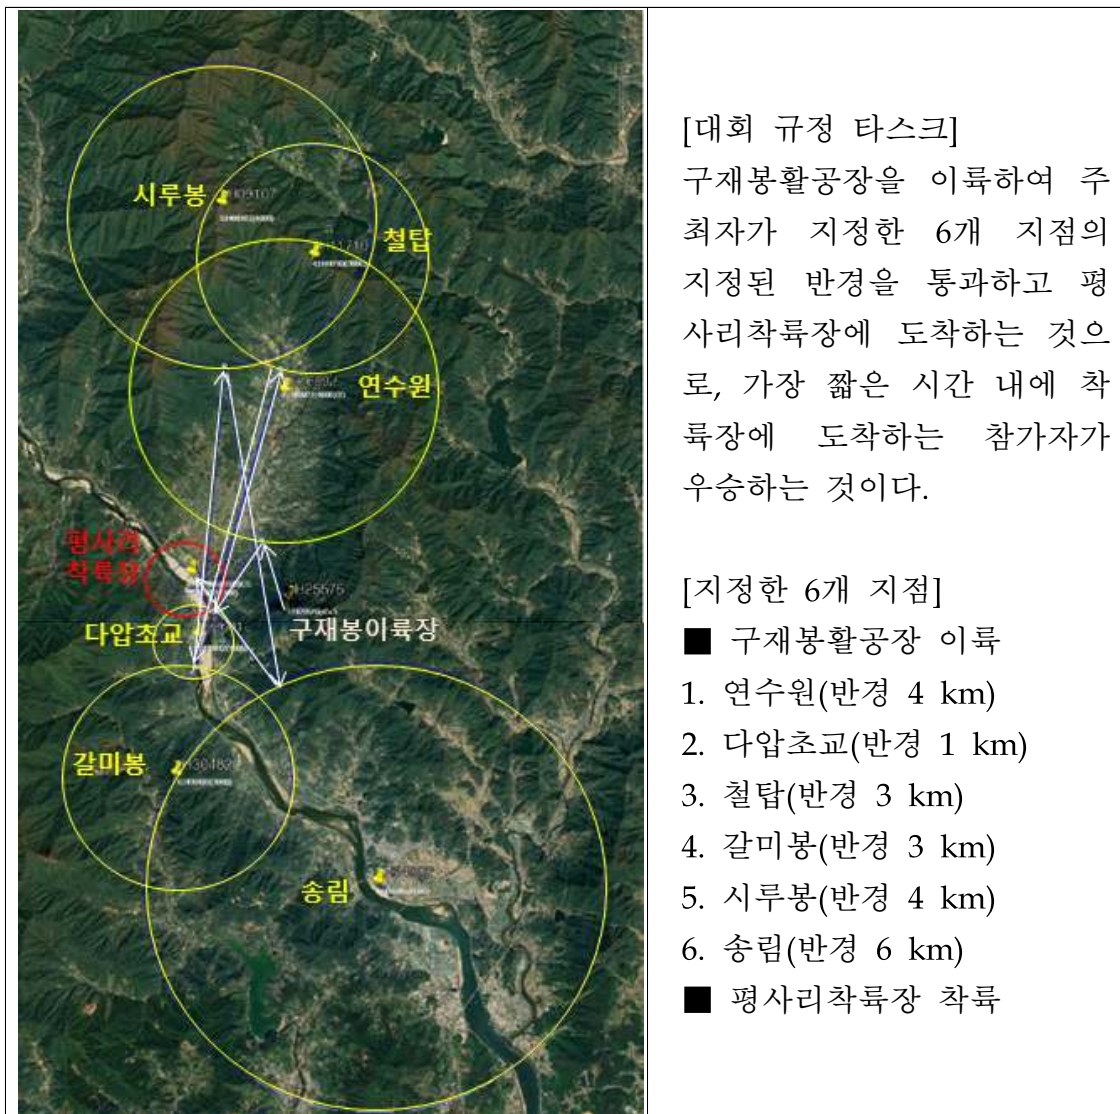 시루봉
철탑
연수원
평사리
착륙장
H25575
구재봉이륙장
다압초교
갈미봉
송림
[대회 규정 타스크]
구재봉활공장을 이륙하여 주
최자가 지정한 6개 지점의
지정된 반경을 통과하고 평
사리착륙장에 도착하는 것으
로, 가장 짧은 시간 내에 착
륙장에 도착하는 참가자가
우승하는 것이다.
[지정한 6개 지점]
■ 구재봉활공장 이륙
1. 연수원(반경 4 km)
2. 다압초교(반경 1 km)
3. 철탑(반경 3 km)
4. 갈미봉(반경 3 km)
5. 시루봉(반경 4 km)
6. 송림(반경 6 km)
■ 평사리착륙장 착륙